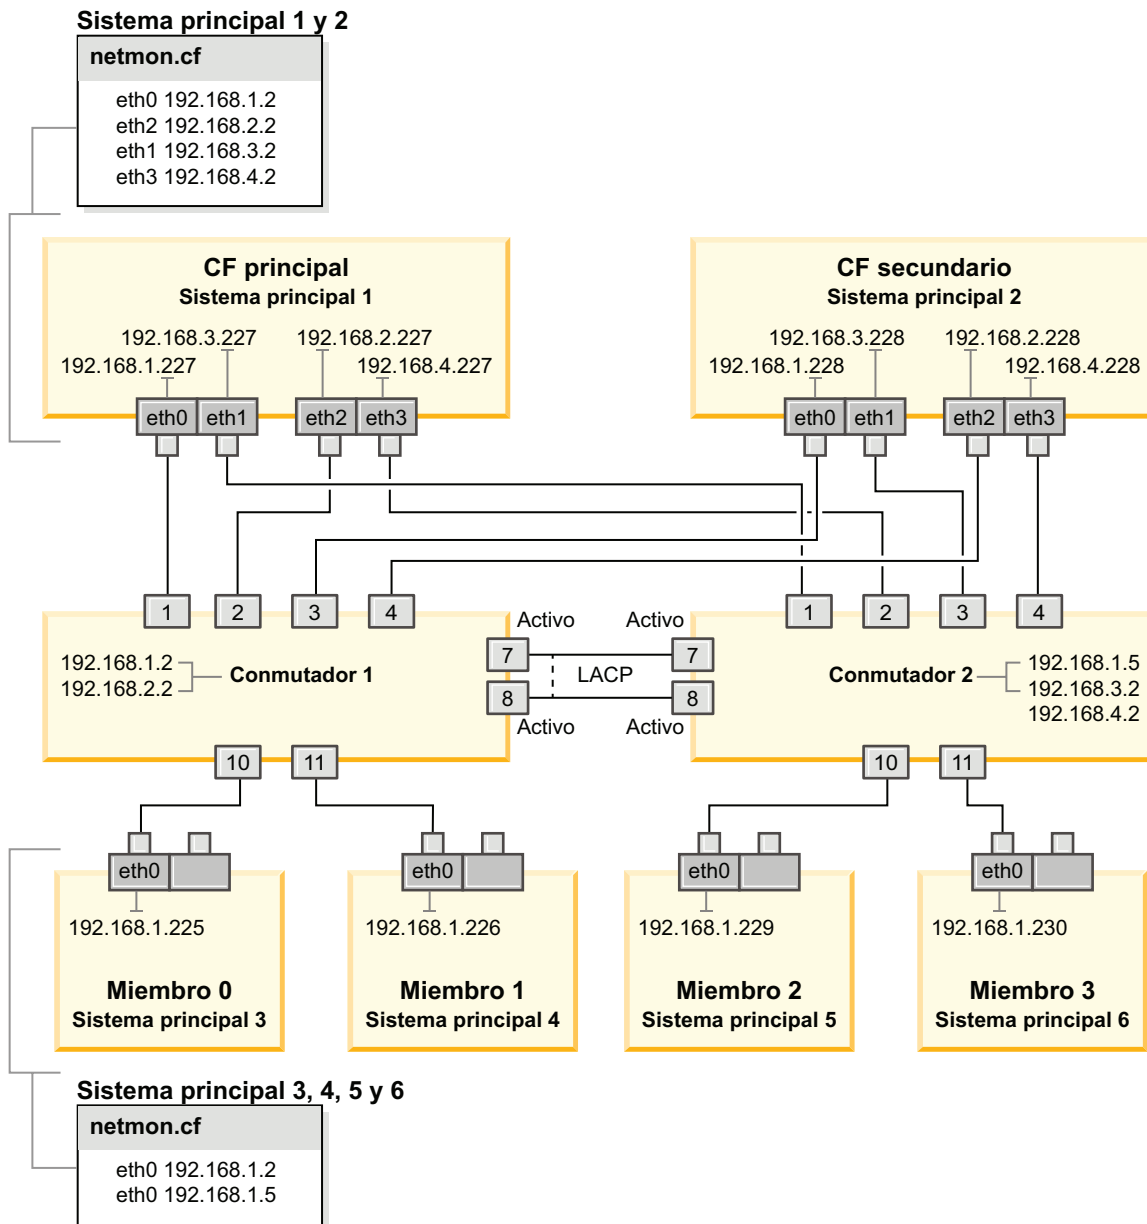 Sistema principal 1 y 2
netmon.cf
eth0 192.168.1.2
eth2 192.168.2.2
eth1 192.168.3.2
eth3 192.168.4.2
CF principal
Sistema principal 1
192.168.3.227
192.168.2.227
192.168.1.227
192.168.4.227
eth0
eth1
eth2
eth3
CF secundario
Sistema principal 2
192.168.3.228
192.168.2.228
192.168.1.228
192.168.4.228
eth0
eth1
eth2
eth3
1
2
3
4
1
2
3
4
Activo
Activo
192.168.1.2
192.168.2.2
Conmutador 1
7
8
LACP
7
8
Activo
Activo
Conmutador 2
192.168.1.5
192.168.3.2
192.168.4.2
10
11
10
11
eth0
192.168.1.225
Miembro 0
Sistema principal 3
eth0
192.168.1.226
Miembro 1
Sistema principal 4
eth0
192.168.1.229
Miembro 2
Sistema principal 5
eth0
192.168.1.230
Miembro 3
Sistema principal 6
Sistema principal 3, 4, 5 y 6
netmon.cf
eth0 192.168.1.2
eth0 192.168.1.5